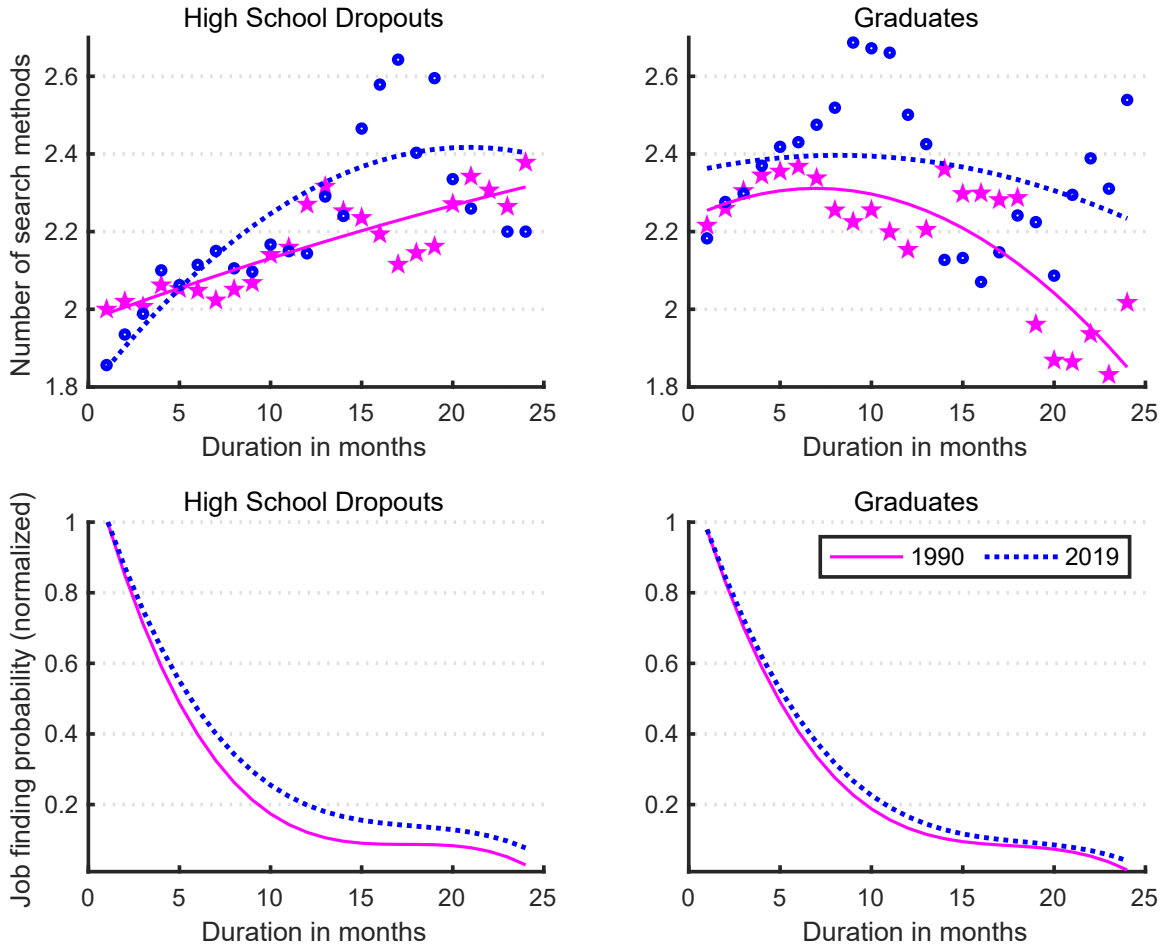 High School Dropouts
Graduates
Number of search methods
2.6
2.4
2.2
2
1.8
0 5 10 15 20 25
Duration in months
2.6
2.4
2.2
2
1.8
0 5 10 15 20 25
Duration in months
High School Dropouts
Graduates
Job finding probability (normalized)
1
0.8
0.6
0.4
0.2
0 5 10 15 20 25
Duration in months
1
0.8
0.6
0.4
0.2
1990 2019
0 5 10 15 20 25
Duration in months